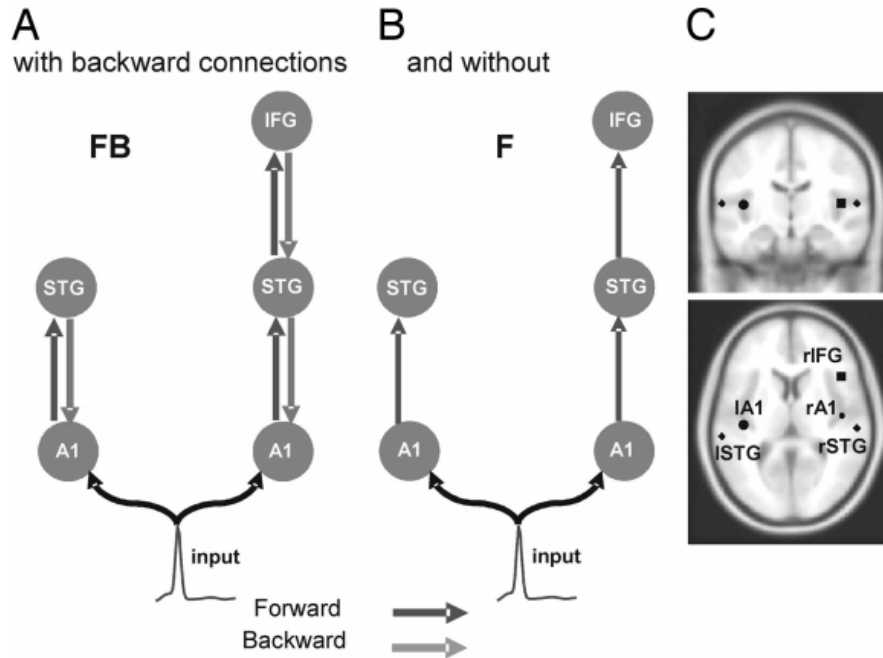 A
B
C
with backward connections
and without
FB
F
IFG
IFG
STG
STG
STG
STG
A1
A1
A1
A1
input
input
rIFG
lA1
rA1
lSTG
rSTG
Forward
Backward